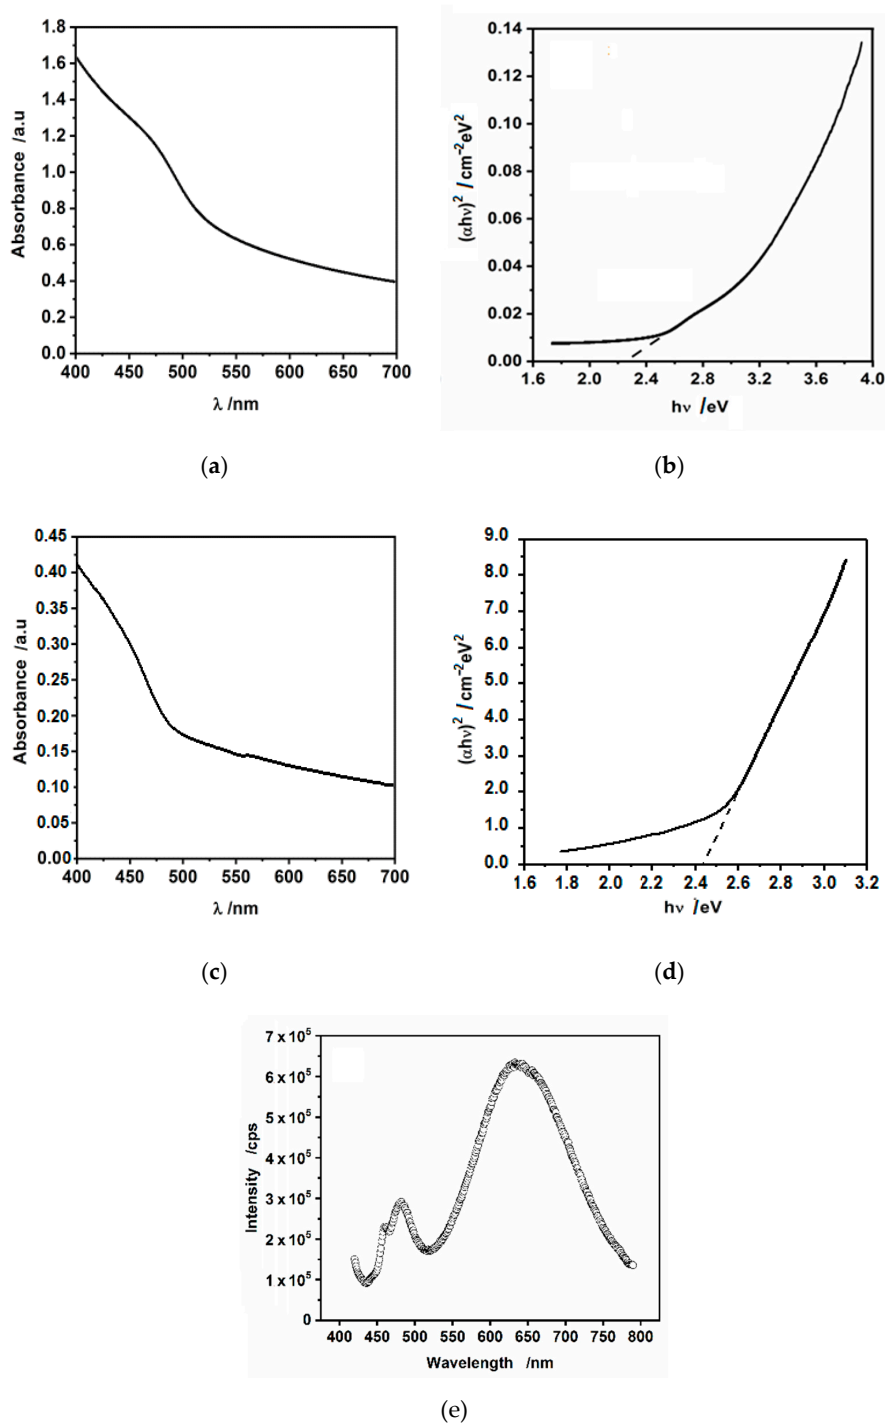 1.8
1.6
1.4
1.2
1.0
0.8
0.6
0.4
0.2
0.0
400 450 500 550 600 650 700
Absorbance /a.u
λ /nm
(a)
0.14
0.12
0.10
0.08
0.06
0.04
0.02
0.00
1.6 2.0 2.4 2.8 3.2 3.6 4.0
(αhν)² / cm⁻²eV²
hν /eV
(b)
0.45
0.40
0.35
0.30
0.25
0.20
0.15
0.10
0.05
0.00
400 450 500 550 600 650 700
Absorbance /a.u
λ /nm
(c)
9.0
8.0
7.0
6.0
5.0
4.0
3.0
2.0
1.0
0.0
1.6 1.8 2.0 2.2 2.4 2.6 2.8 3.0 3.2
(αhν)² / cm⁻²eV²
hν /eV
(d)
7 x 10⁵
6 x 10⁵
5 x 10⁵
4 x 10⁵
3 x 10⁵
2 x 10⁵
1 x 10⁵
0
400 450 500 550 600 650 700 750 800
Intensity /cps
Wavelength /nm
(e)